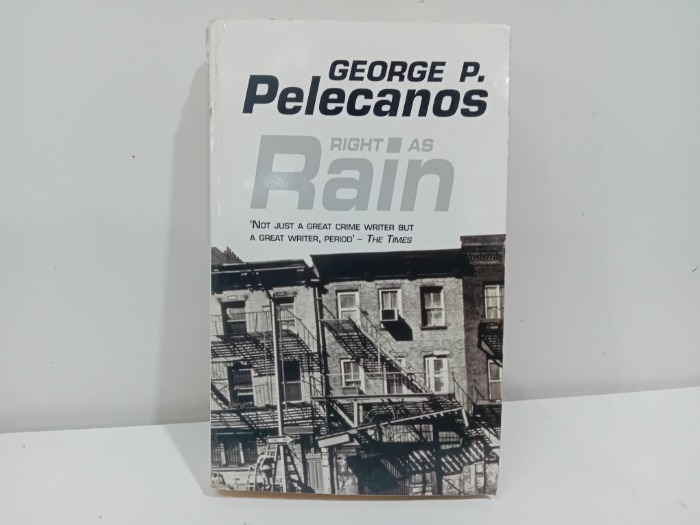 GEORGE P.
Pelecanos
RIGHT AS
Rain
'NOT JUST A GREAT CRIME WRITER BUT
A GREAT WRITER, PERIOD' – THE TIMES